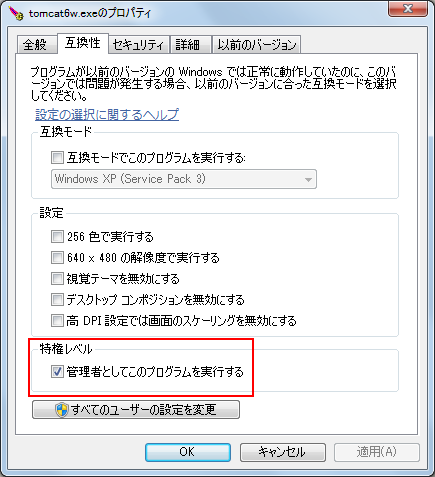 tomcat6w.exeのプロパティ
全般 互換性 セキュリティ 詳細 以前のバージョン
プログラムが以前のバージョンの Windows では正常に動作していたのに、このバ
ージョンでは問題が発生する場合、以前のバージョンに合った互換モードを選択
してください。
設定の選択に関するヘルプ
互換モード
互換モードでこのプログラムを実行する:
Windows XP (Service Pack 3)
設定
256 色で実行する
640 x 480 の解像度で実行する
視覚テーマを無効にする
デスクトップ コンポジションを無効にする
高 DPI 設定では画面のスケーリングを無効にする
特権レベル
管理者としてこのプログラムを実行する
すべてのユーザーの設定を変更
OK キャンセル 適用(A)